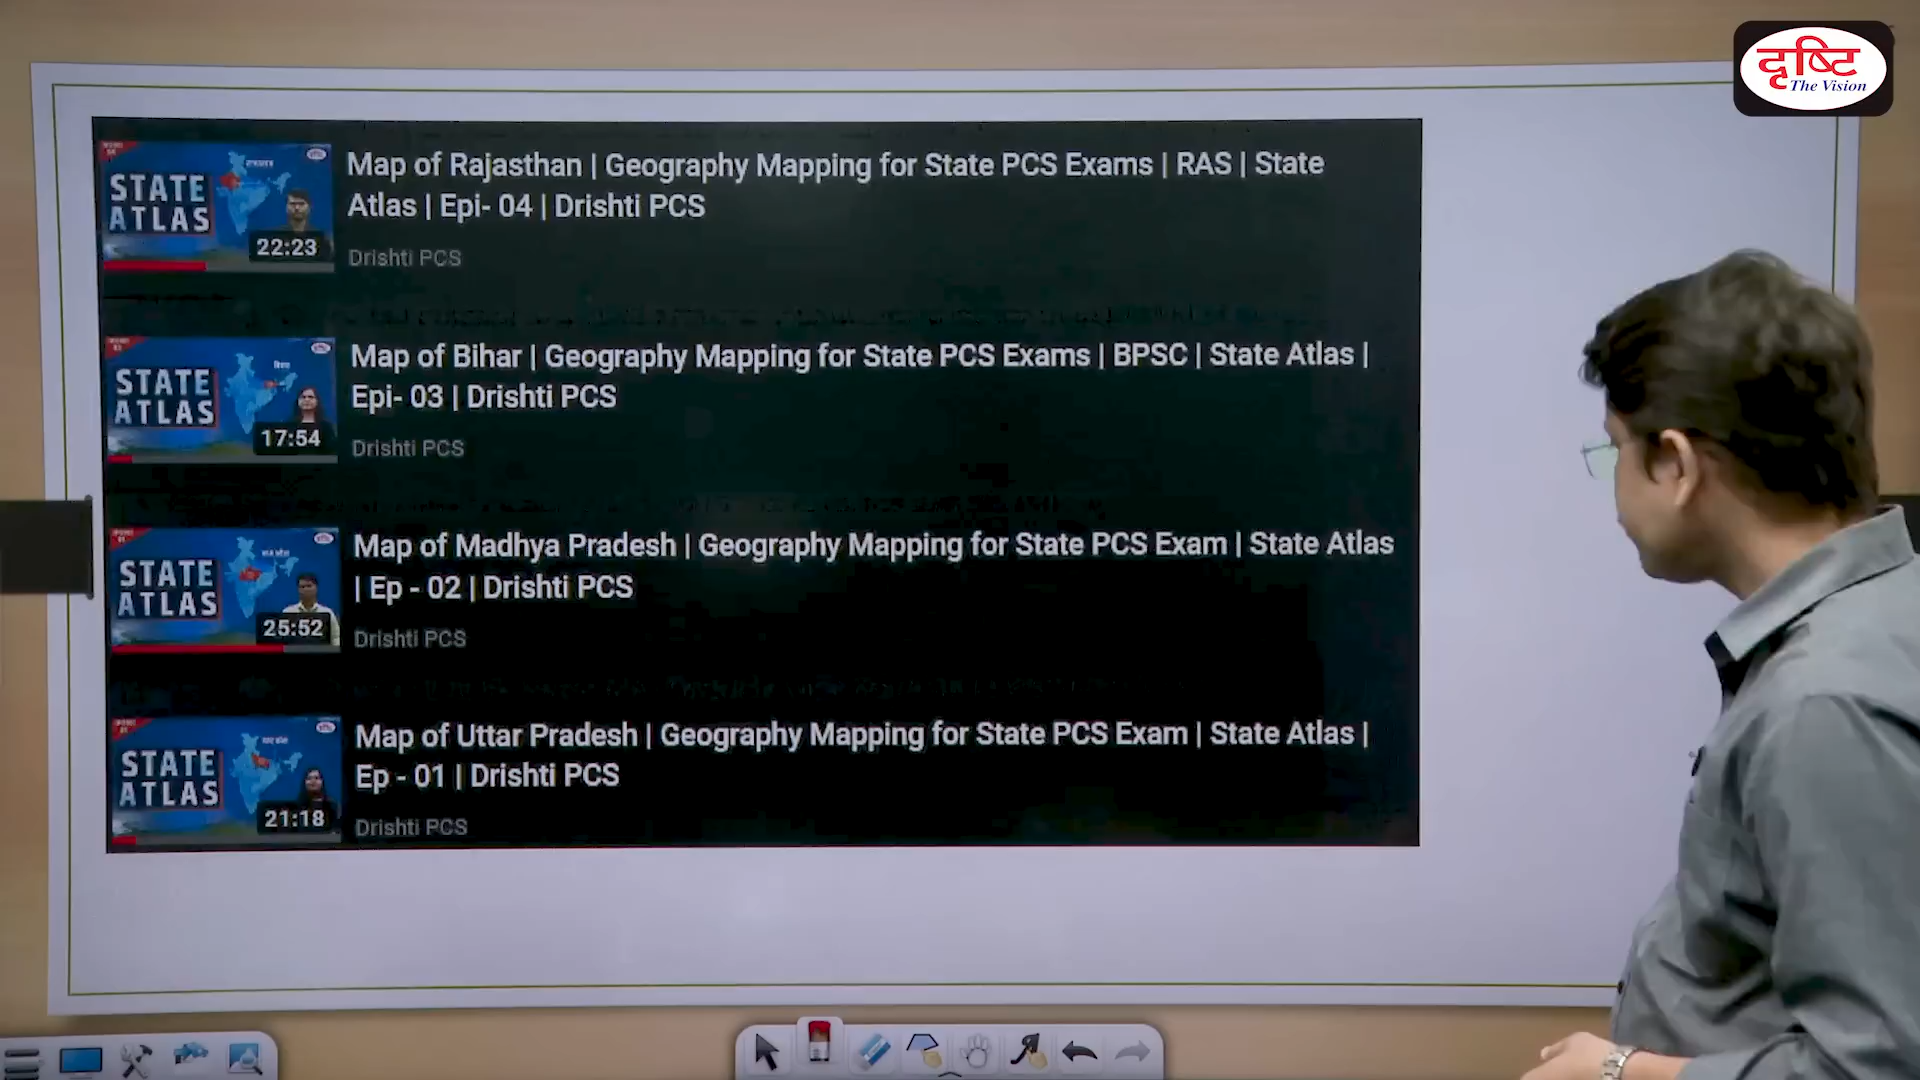 दृष्टि
The Vision
STATE
ATLAS
22:23
Map of Rajasthan | Geography Mapping for State PCS Exams | RAS | State
Atlas | Epi- 04 | Drishti PCS
Drishti PCS
STATE
ATLAS
17:54
Map of Bihar | Geography Mapping for State PCS Exams | BPSC | State Atlas |
Epi- 03 | Drishti PCS
Drishti PCS
STATE
ATLAS
25:52
Map of Madhya Pradesh | Geography Mapping for State PCS Exam | State Atlas
| Ep - 02 | Drishti PCS
Drishti PCS
STATE
ATLAS
21:18
Map of Uttar Pradesh | Geography Mapping for State PCS Exam | State Atlas |
Ep - 01 | Drishti PCS
Drishti PCS